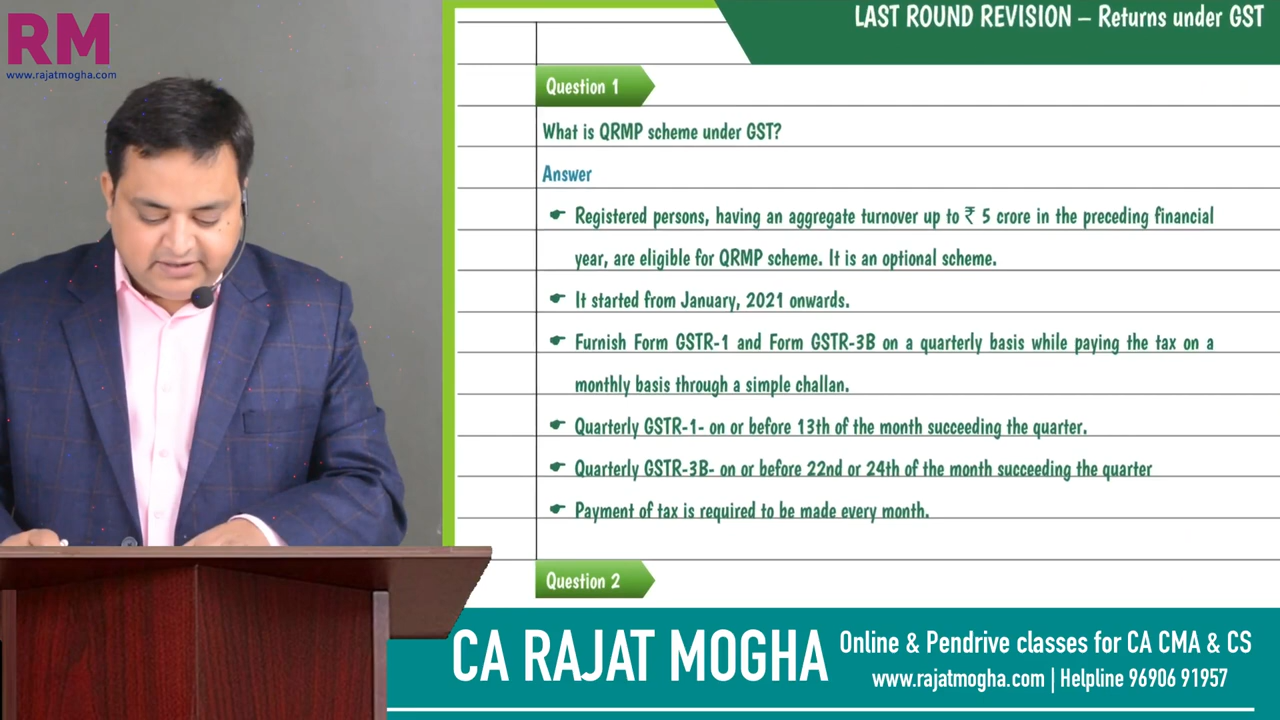 RM
www.rajatmogha.com
LAST ROUND REVISION – Returns under GST
Question 1
What is QRMP scheme under GST?
Answer
☛ Registered persons, having an aggregate turnover up to ₹ 5 crore in the preceding financial
year, are eligible for QRMP scheme. It is an optional scheme.
☛ It started from January, 2021 onwards.
☛ Furnish Form GSTR-1 and Form GSTR-3B on a quarterly basis while paying the tax on a
monthly basis through a simple challan.
☛ Quarterly GSTR-1- on or before 13th of the month succeeding the quarter.
☛ Quarterly GSTR-3B- on or before 22nd or 24th of the month succeeding the quarter
☛ Payment of tax is required to be made every month.
Question 2
CA RAJAT MOGHA
Online & Pendrive classes for CA CMA & CS
www.rajatmogha.com | Helpline 96906 91957